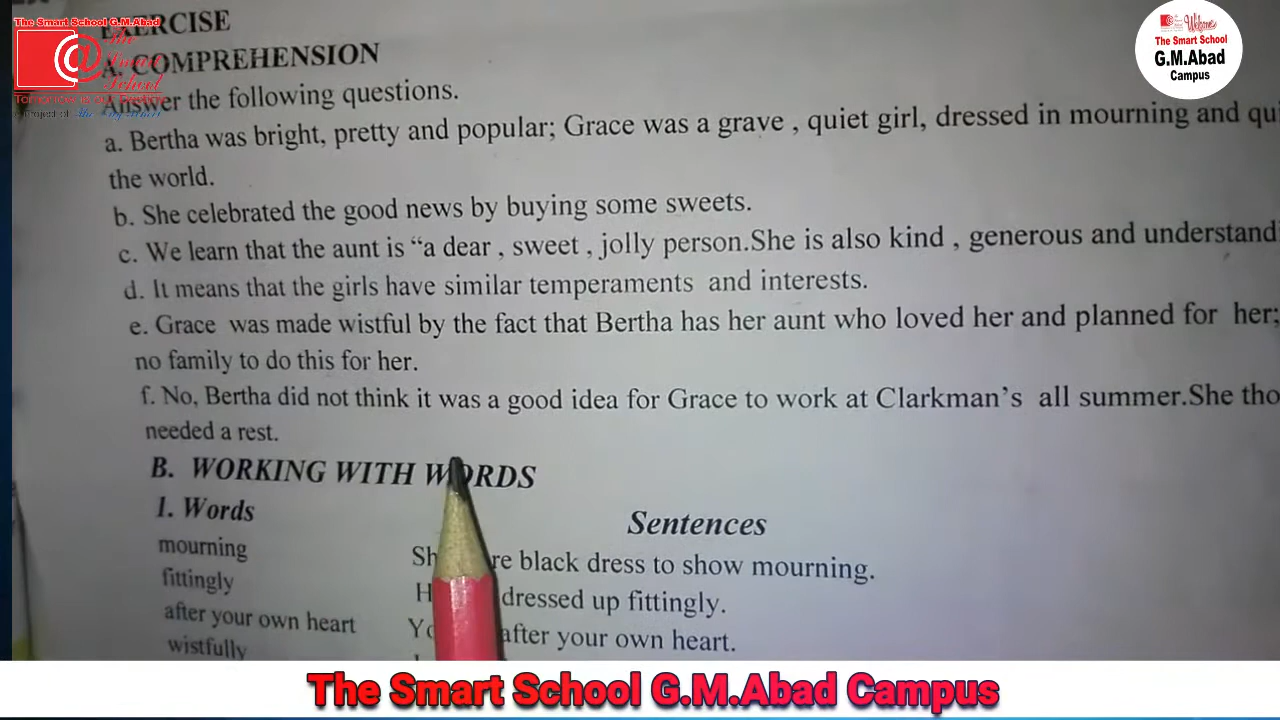 The Smart School G.M.Abad
EXERCISE
The
Smart
School
Welcome
The Smart School
G.M.Abad
Campus
A. COMPREHENSION
Tomorrow is our Destiny
Answer the following questions.
a. Bertha was bright, pretty and popular; Grace was a grave , quiet girl, dressed in mourning and
the world.
b. She celebrated the good news by buying some sweets.
c. We learn that the aunt is “a dear , sweet , jolly person.She is also kind , generous and understand
d. It means that the girls have similar temperaments and interests.
e. Grace was made wistful by the fact that Bertha has her aunt who loved her and planned for her;
no family to do this for her.
f. No, Bertha did not think it was a good idea for Grace to work at Clarkman’s all summer.She tho
needed a rest.
B. WORKING WITH WORDS
1. Words Sentences
mourning re black dress to show mourning.
fittingly dressed up fittingly.
after your own heart after your own heart.
wistfully
The Smart School G.M.Abad Campus